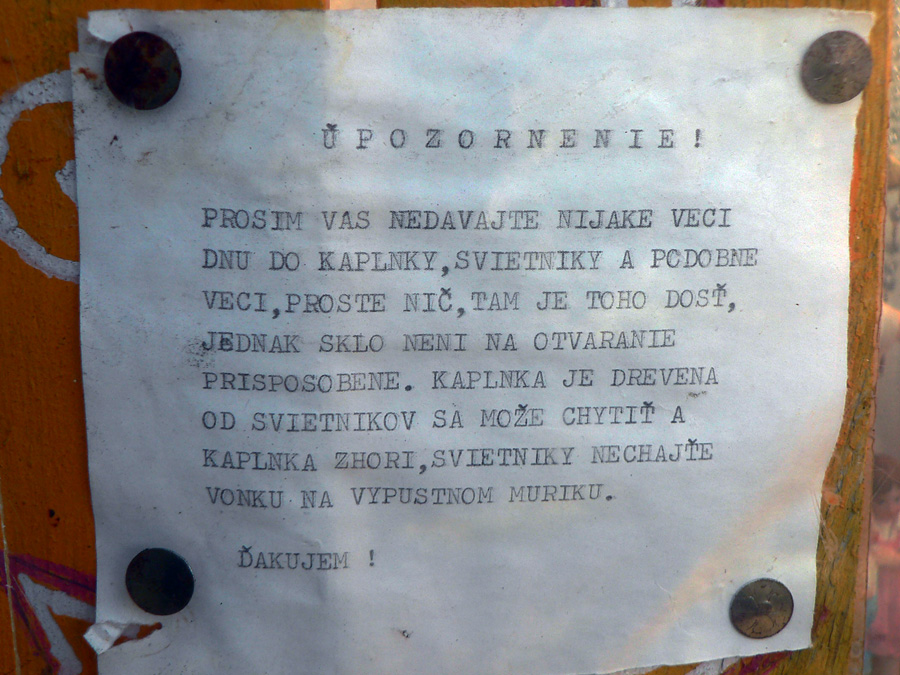 ǓPOZORNENIE!
PROSIM VAS NEDAVAJTE NIJAKE VECI
DNU DO KAPLNKY,SVIETNIKY A PODOBNE
VECI,PROSTE NIČ,TAM JE TOHO DOSŤ,
JEDNAK SKLO NENI NA OTVARANIE
PRISPOSOBENE. KAPLNKA JE DREVENA
OD SVIETNIKOV SA MOŽE CHYTIŤ A
KAPLNKA ZHORI,SVIETNIKY NECHAJŤE
VONKU NA VYPUSTNOM MURIKU.
ĎAKUJEM !